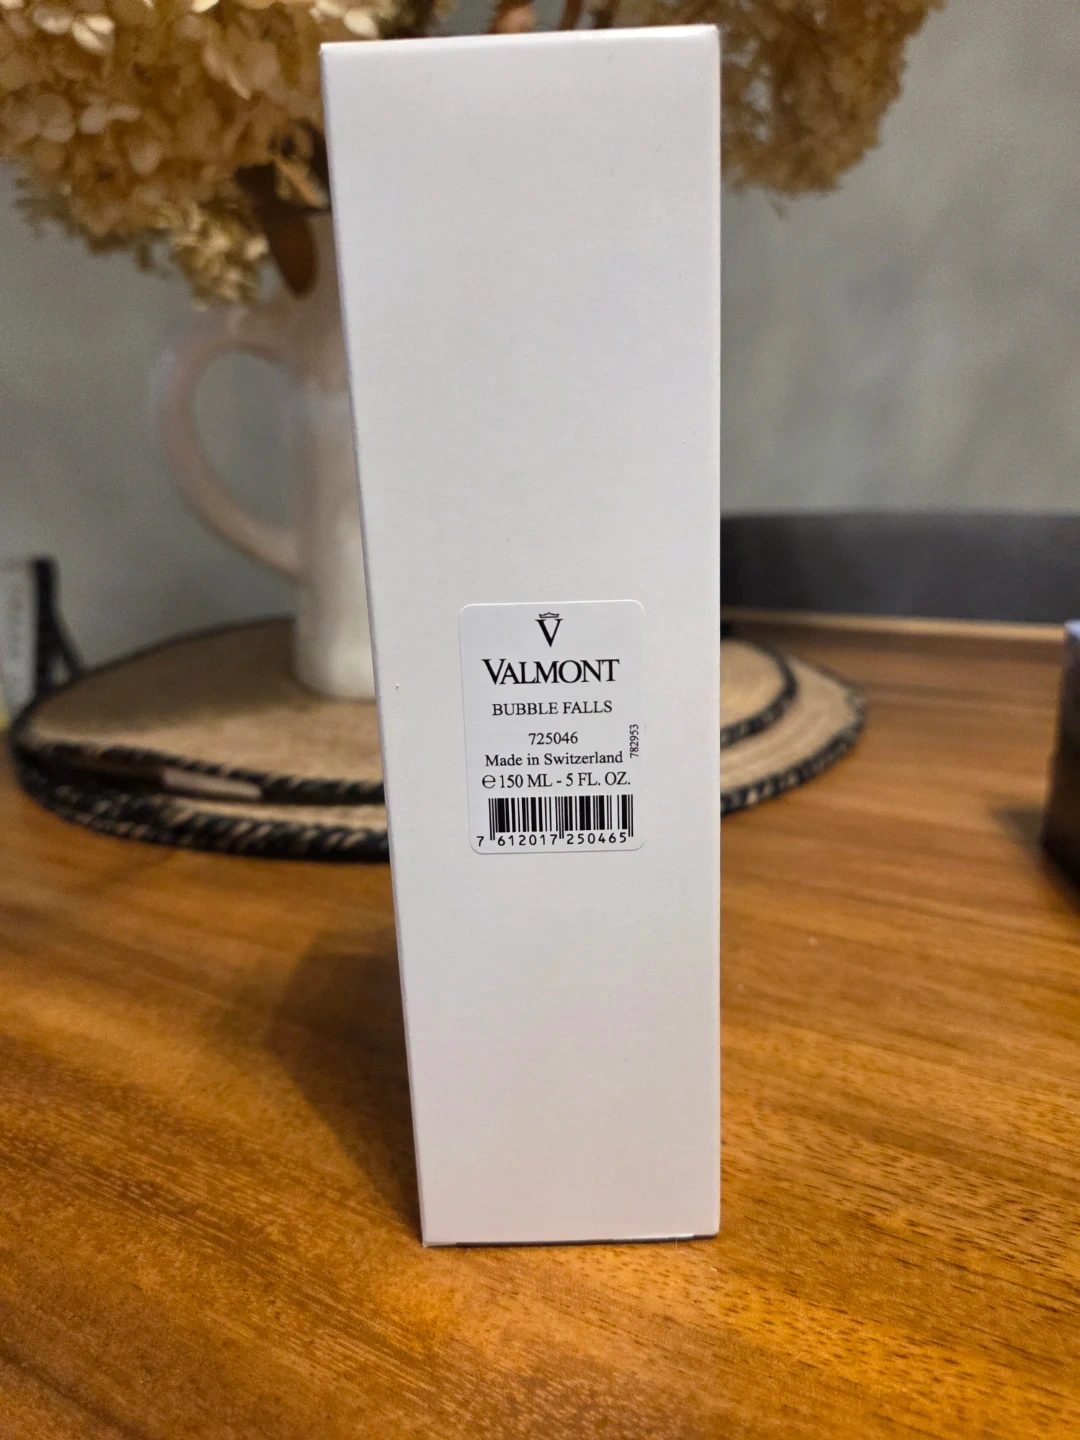 V
VALMONT
BUBBLE FALLS
725046
Made in Switzerland
782953
℮ 150 ML - 5 FL. OZ.
7 612017 250465